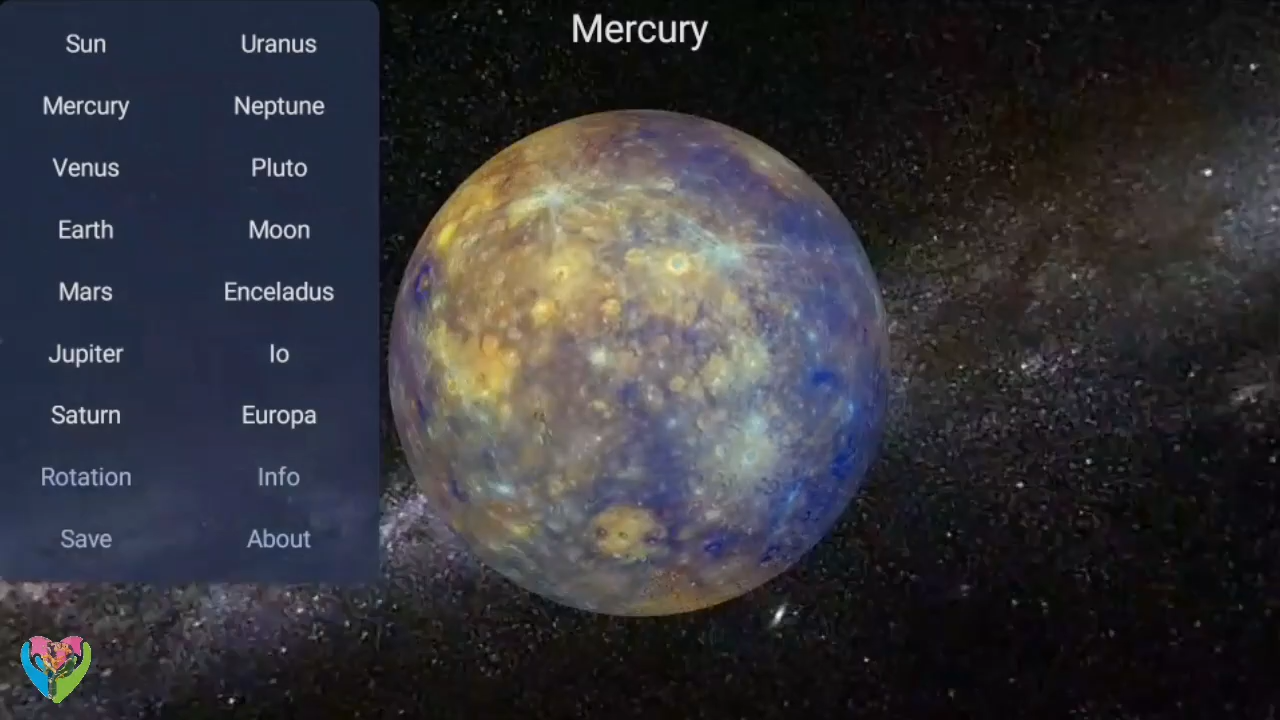 Mercury
Sun Uranus
Mercury Neptune
Venus Pluto
Earth Moon
Mars Enceladus
Jupiter Io
Saturn Europa
Rotation Info
Save About